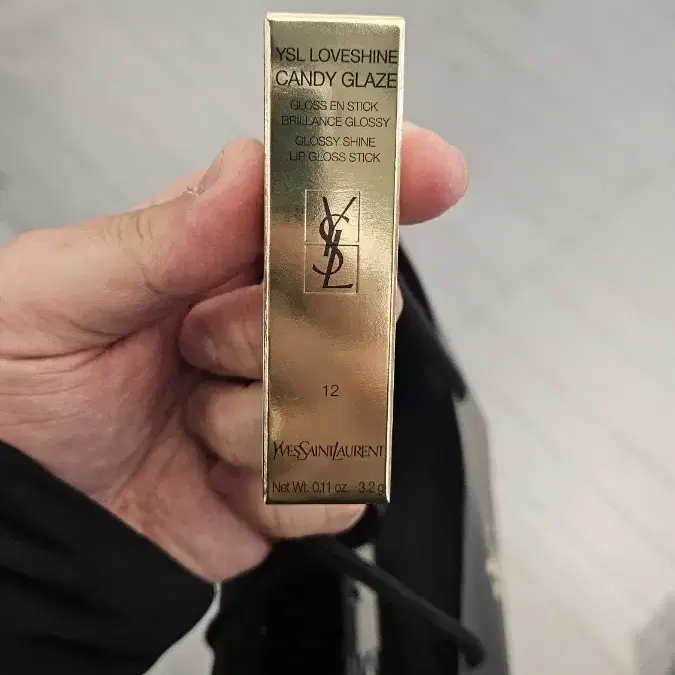 YSL LOVESHINE
CANDY GLAZE
GLOSS EN STICK
BRILLANCE GLOSSY
GLOSSY SHINE
LIP GLOSS STICK
YSL
12
YVESSAINTLAURENT
Net Wt. 0.11 oz. 3.2 g